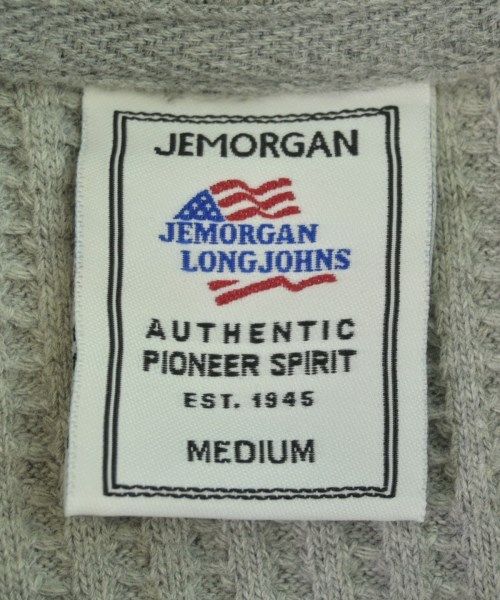 JEMORGAN
JEMORGAN
LONGJOHNS
AUTHENTIC
PIONEER SPIRIT
EST. 1945
MEDIUM